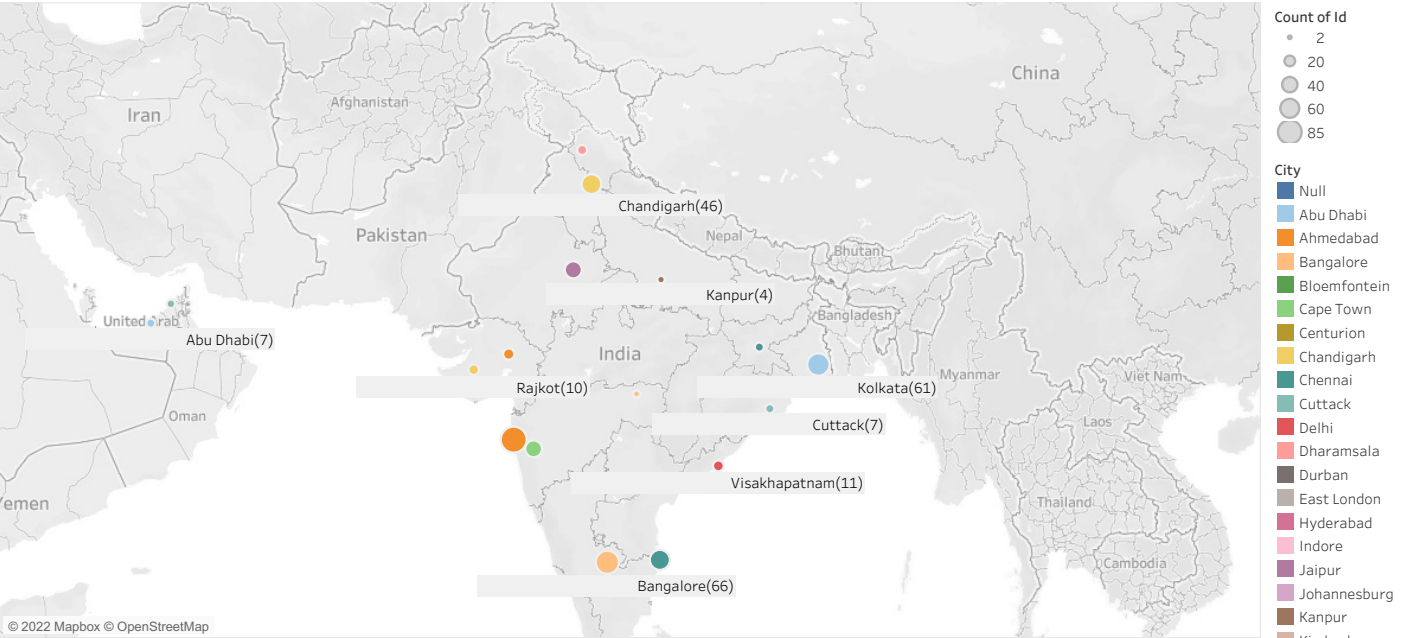 Iran
Afghanistan
China
Pakistan
Chandigarh(46)
Nepal
Bhutan
Kanpur(4)
United Arab
Abu Dhabi(7)
Bangladesh
India
Rajkot(10)
Kolkata(61)
Myanmar
Viet Nam
Oman
Cuttack(7)
Laos
Visakhapatnam(11)
Yemen
Thailand
Cambodia
Bangalore(66)
© 2022 Mapbox © OpenStreetMap
Count of Id
2
20
40
60
85
City
Null
Abu Dhabi
Ahmedabad
Bangalore
Bloemfontein
Cape Town
Centurion
Chandigarh
Chennai
Cuttack
Delhi
Dharamsala
Durban
East London
Hyderabad
Indore
Jaipur
Johannesburg
Kanpur